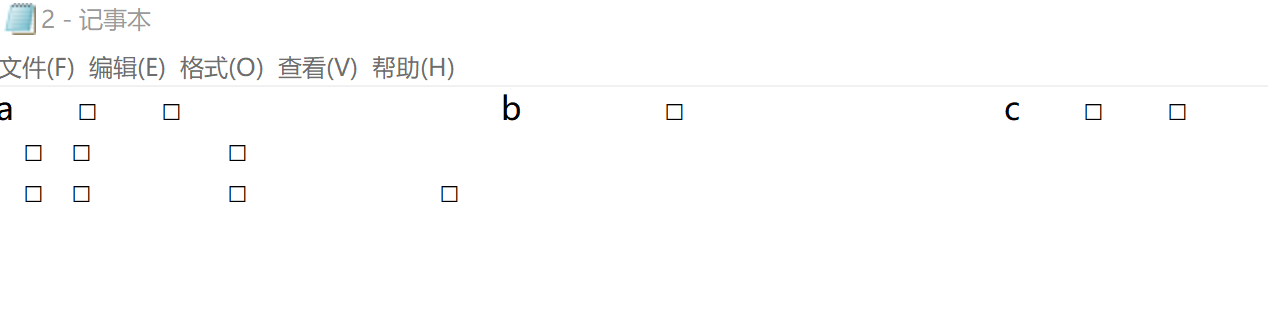 2 - 记事本
文件(F) 编辑(E) 格式(O) 查看(V) 帮助(H)
a □ □ b □ c □ □
□ □ □
□ □ □ □